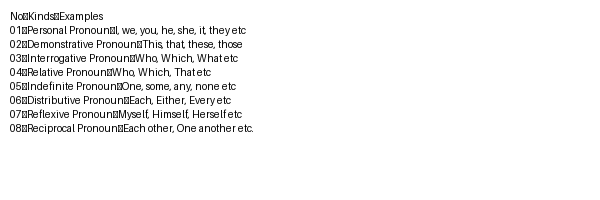 No▯Kinds▯Examples
01▯Personal Pronoun▯I, we, you, he, she, it, they etc
02▯Demonstrative Pronoun▯This, that, these, those
03▯Interrogative Pronoun▯Who, Which, What etc
04▯Relative Pronoun▯Who, Which, That etc
05▯Indefinite Pronoun▯One, some, any, none etc
06▯Distributive Pronoun▯Each, Either, Every etc
07▯Reflexive Pronoun▯Myself, Himself, Herself etc
08▯Reciprocal Pronoun▯Each other, One another etc.